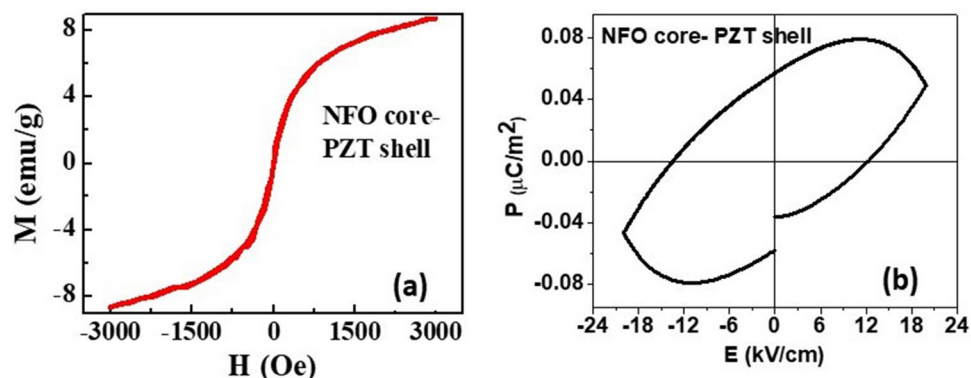 8
4
0
-4
-8
M (emu/g)
NFO core-
PZT shell
(a)
-3000 -1500 0 1500 3000
H (Oe)
0.08
0.04
0.00
-0.04
-0.08
P (μC/m²)
NFO core- PZT shell
(b)
-24 -18 -12 -6 0 6 12 18 24
E (kV/cm)